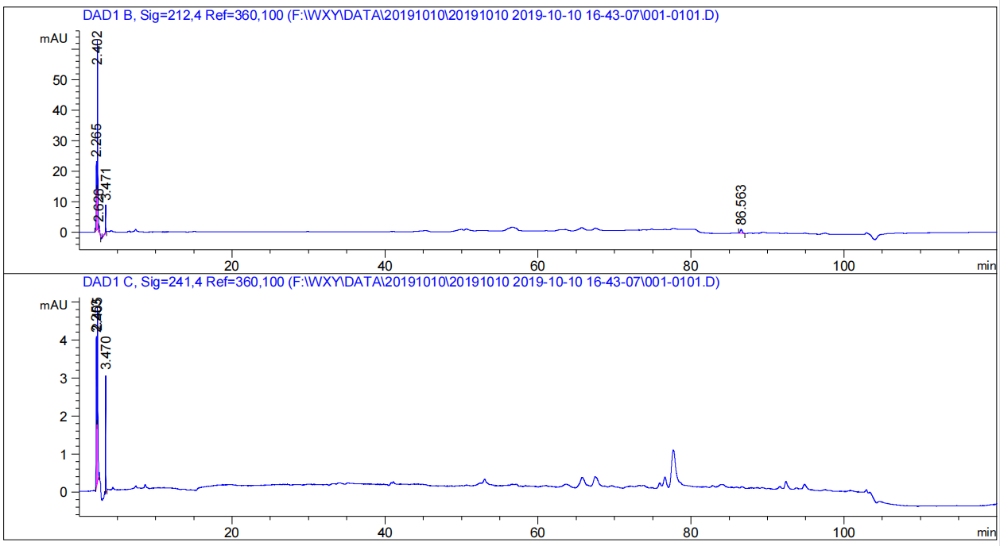 DAD1 B, Sig=212,4 Ref=360,100 (F:\WXY\DATA\20191010\20191010 2019-10-10 16-43-07\001-0101.D)
mAU
2.402
50
40
30
2.265
20
3.471
10
86.563
0
20 40 60 80 100 min
DAD1 C, Sig=241,4 Ref=360,100 (F:\WXY\DATA\20191010\20191010 2019-10-10 16-43-07\001-0101.D)
mAU
4
3.470
3
2
1
0
20 40 60 80 100 min